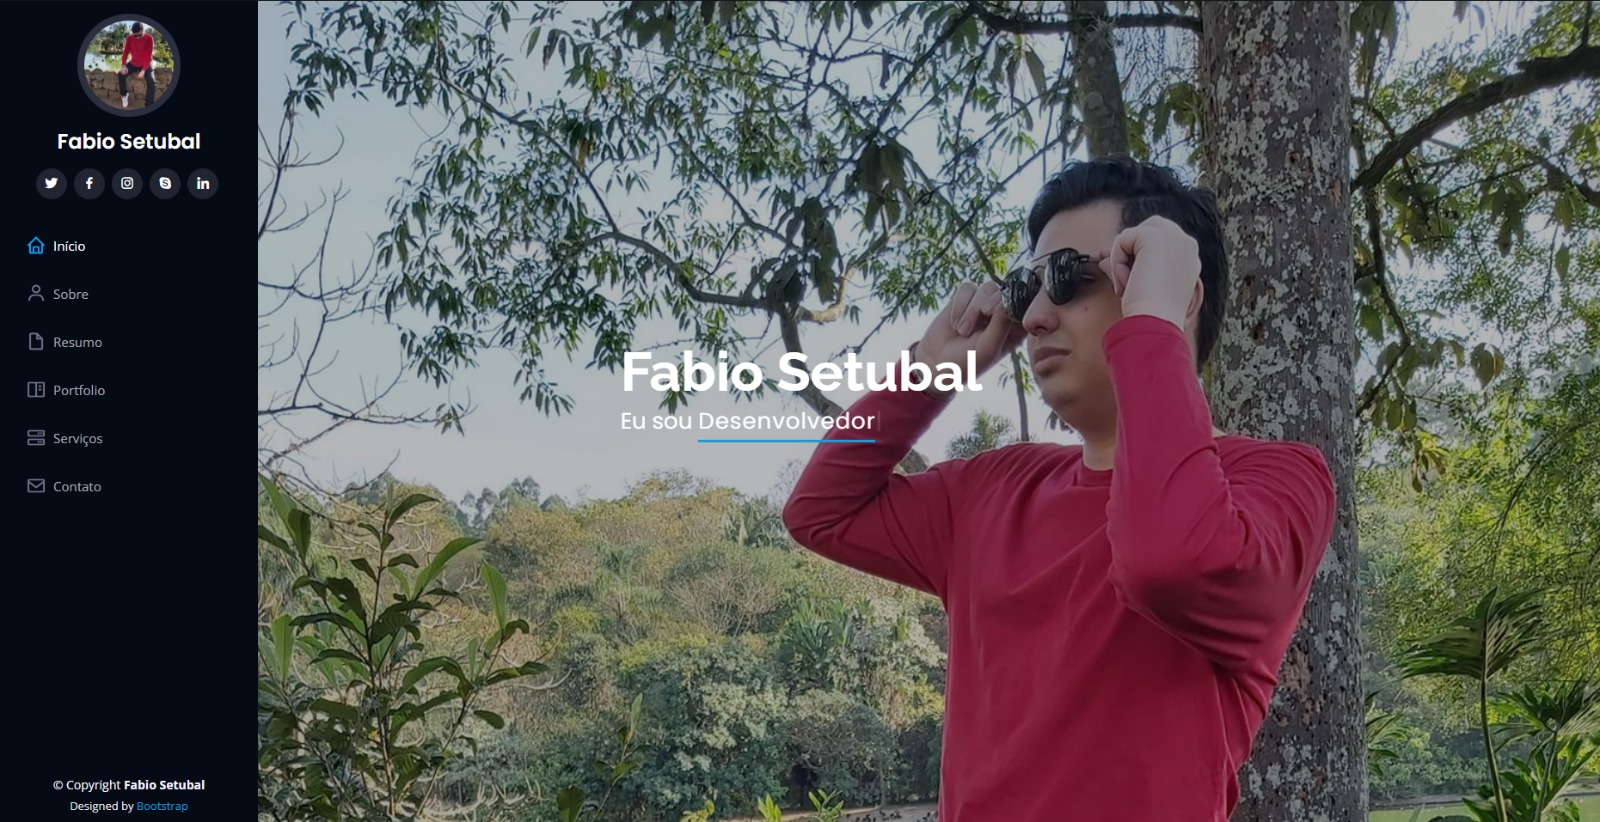 Fabio Setubal
Início
Sobre
Resumo
Portfolio
Serviços
Contato
© Copyright Fabio Setubal
Designed by Bootstrap
Fabio Setubal
Eu sou Desenvolvedor